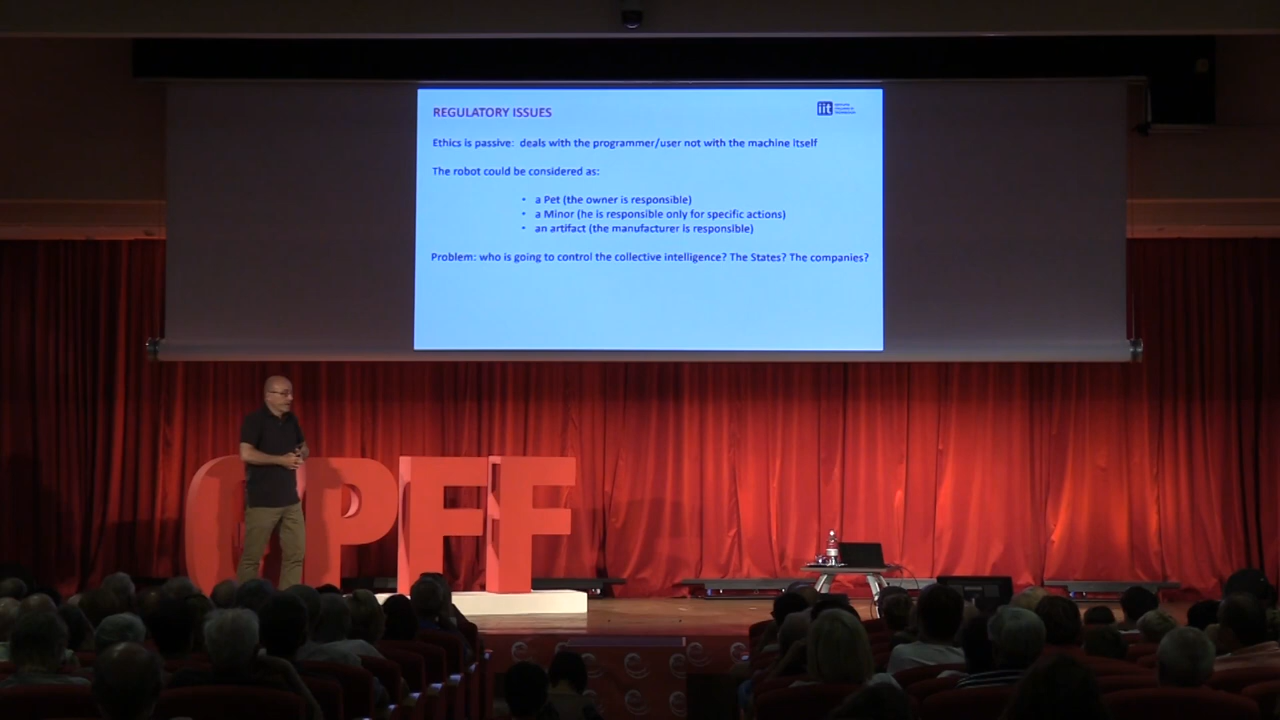 REGULATORY ISSUES
iit
Ethics is passive: deals with the programmer/user not with the machine itself
The robot could be considered as:
• a Pet (the owner is responsible)
• a Minor (he is responsible only for specific actions)
• an artifact (the manufacturer is responsible)
Problem: who is going to control the collective intelligence? The States? The companies?
PFF